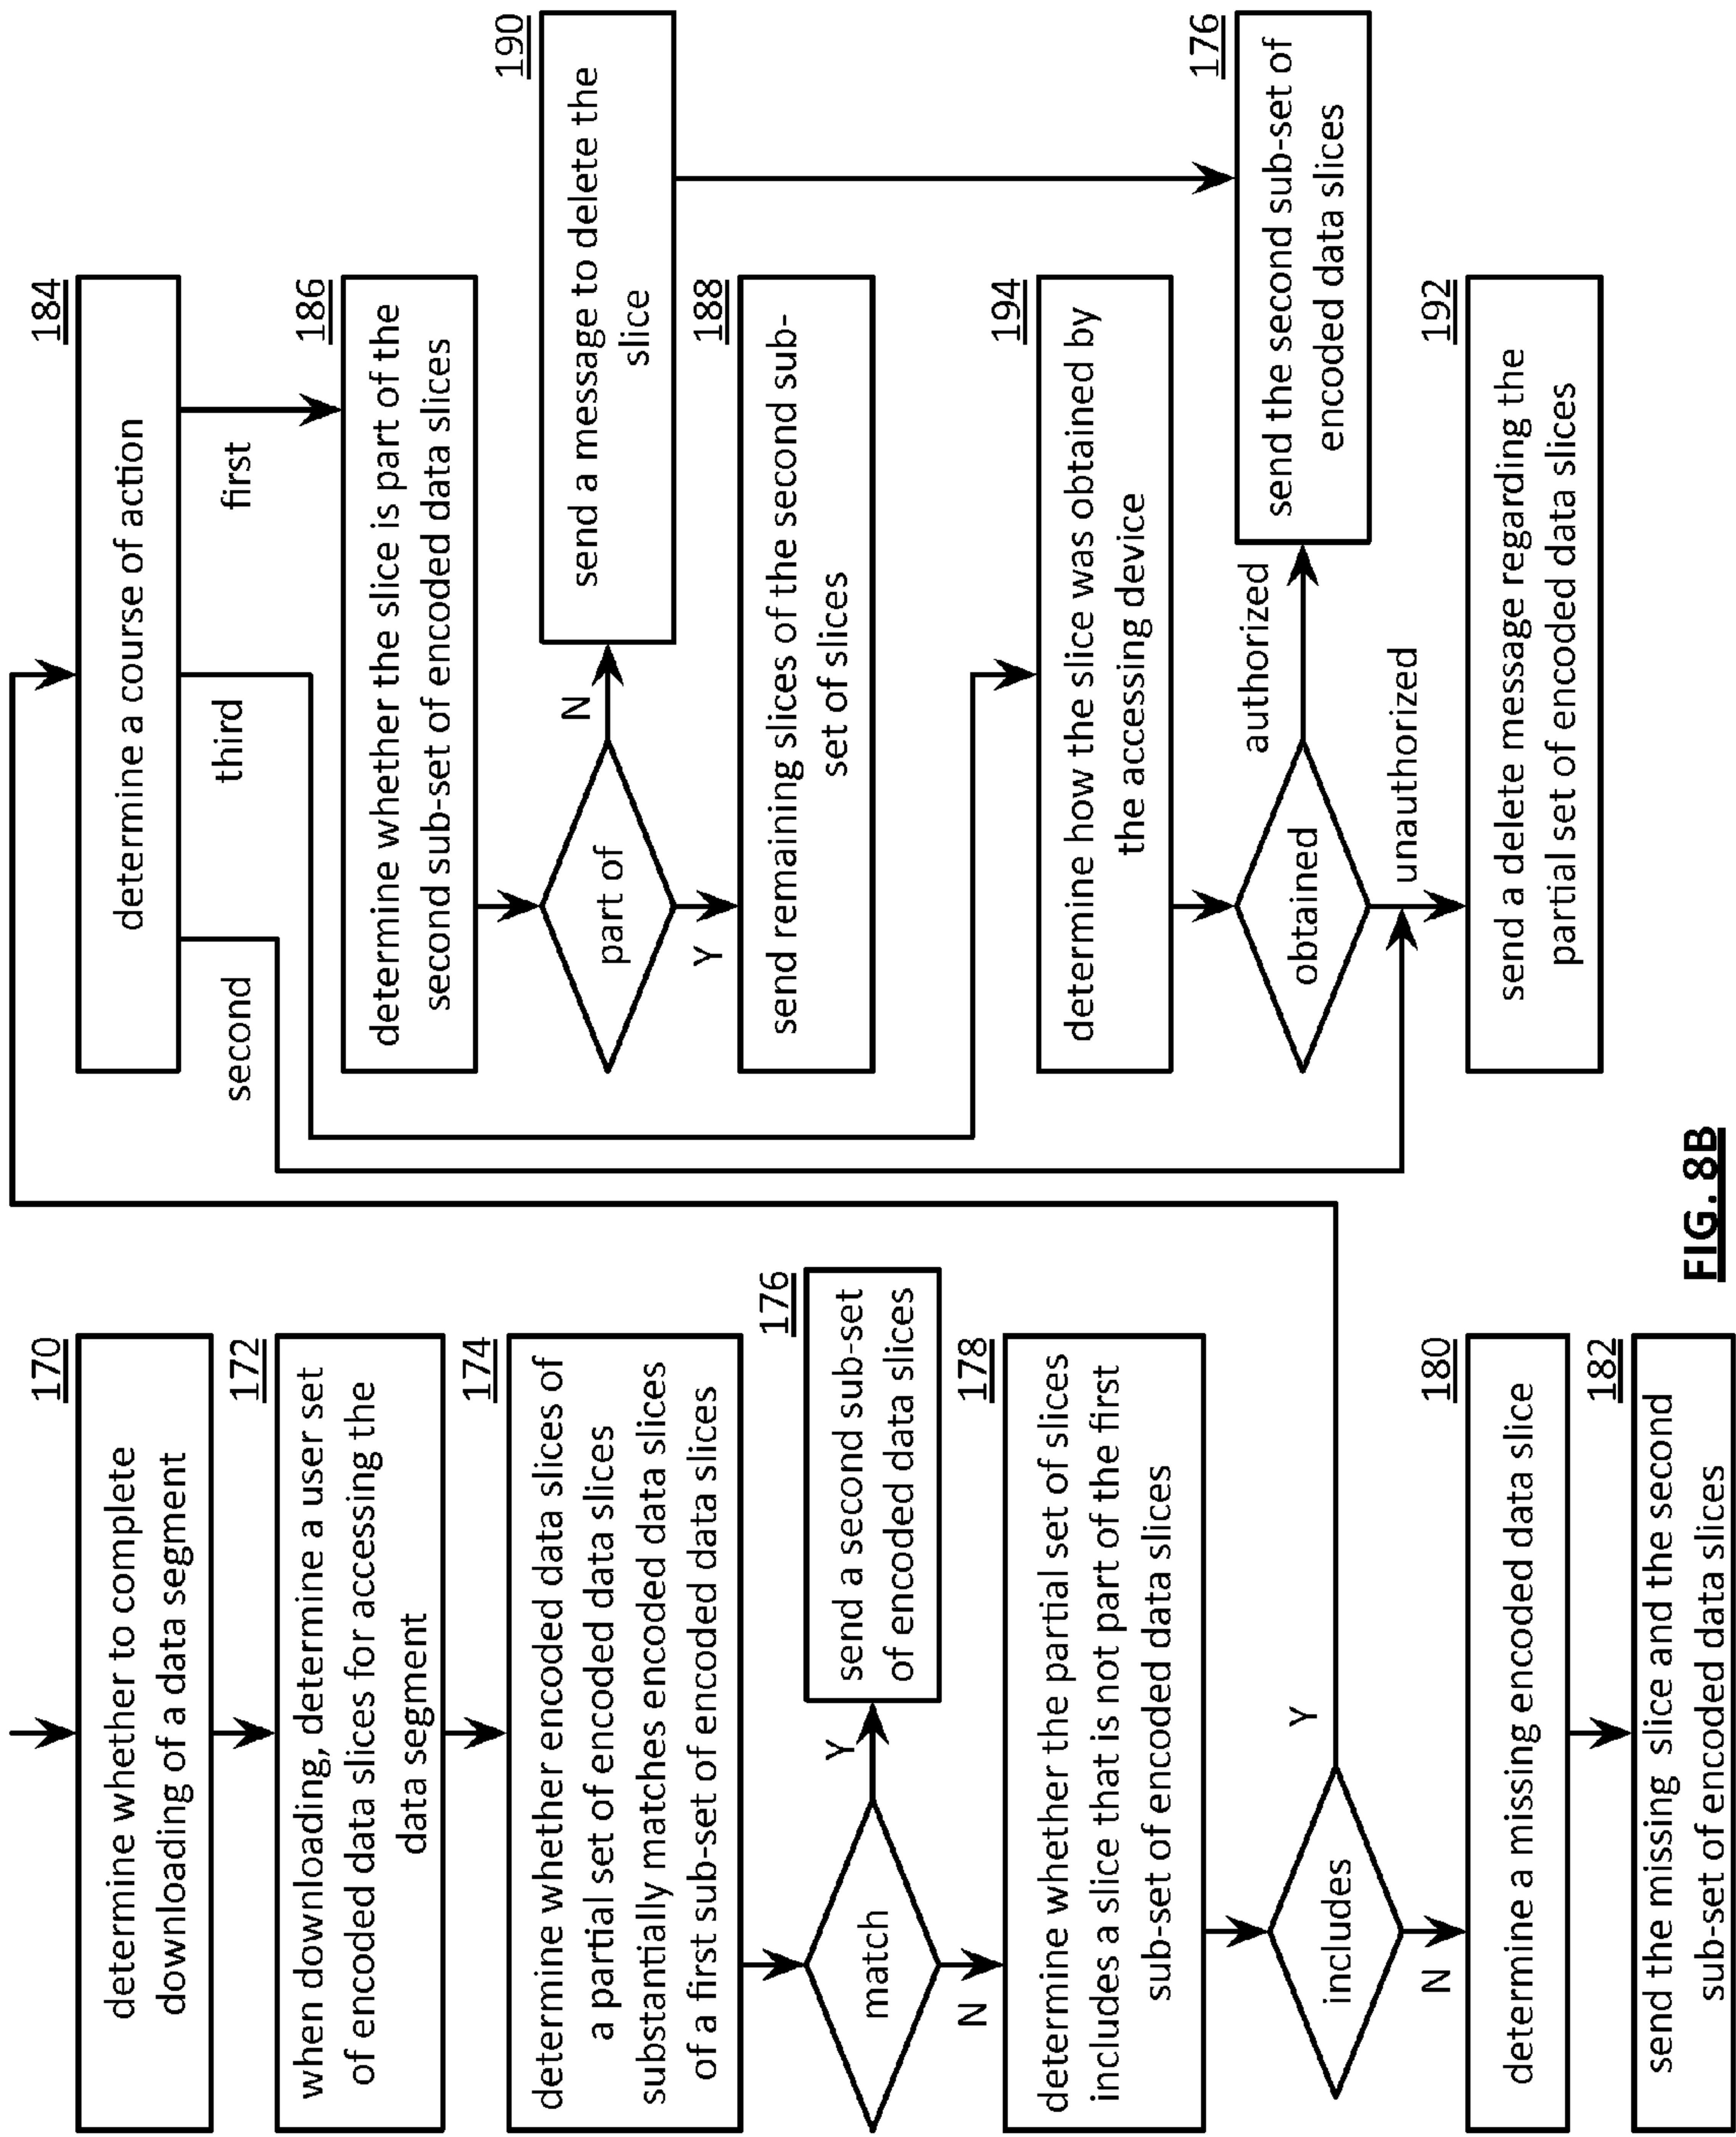 170
determine whether to complete
downloading of a data segment
172
when downloading, determine a user set
of encoded data slices for accessing the
data segment
174
determine whether encoded data slices of
a partial set of encoded data slices
substantially matches encoded data slices
of a first sub-set of encoded data slices
match
Y
176
send a second sub-set
of encoded data slices
N
178
determine whether the partial set of slices
includes a slice that is not part of the first
sub-set of encoded data slices
includes
Y
N
180
determine a missing encoded data slice
182
send the missing slice and the second
sub-set of encoded data slices
184
determine a course of action
second
third
first
186
determine whether the slice is part of the
second sub-set of encoded data slices
part of
N
190
send a message to delete the
slice
Y
188
send remaining slices of the second sub-
set of slices
194
determine how the slice was obtained by
the accessing device
obtained
authorized
176
send the second sub-set of
encoded data slices
unauthorized
192
send a delete message regarding the
partial set of encoded data slices
FIG. 8B